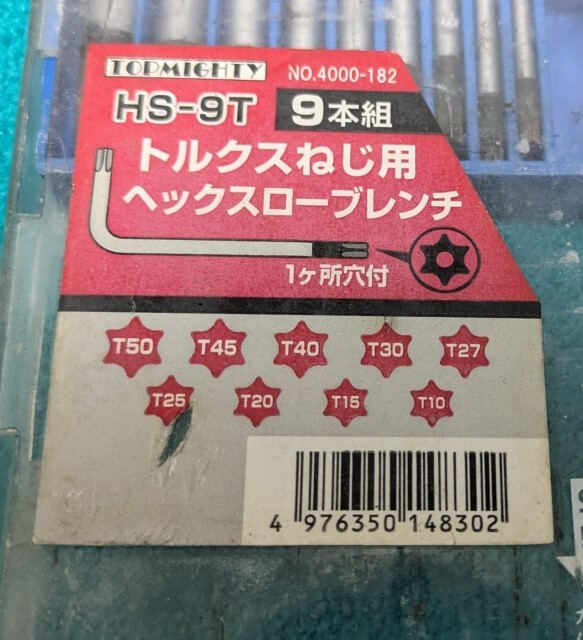 TOPMIGHTY NO.4000-182
HS-9T 9本組
トルクスねじ用
ヘックスローブレンチ
1ヶ所穴付
T50 T45 T40 T30 T27
T25 T20 T15 T10
4 976350 148302